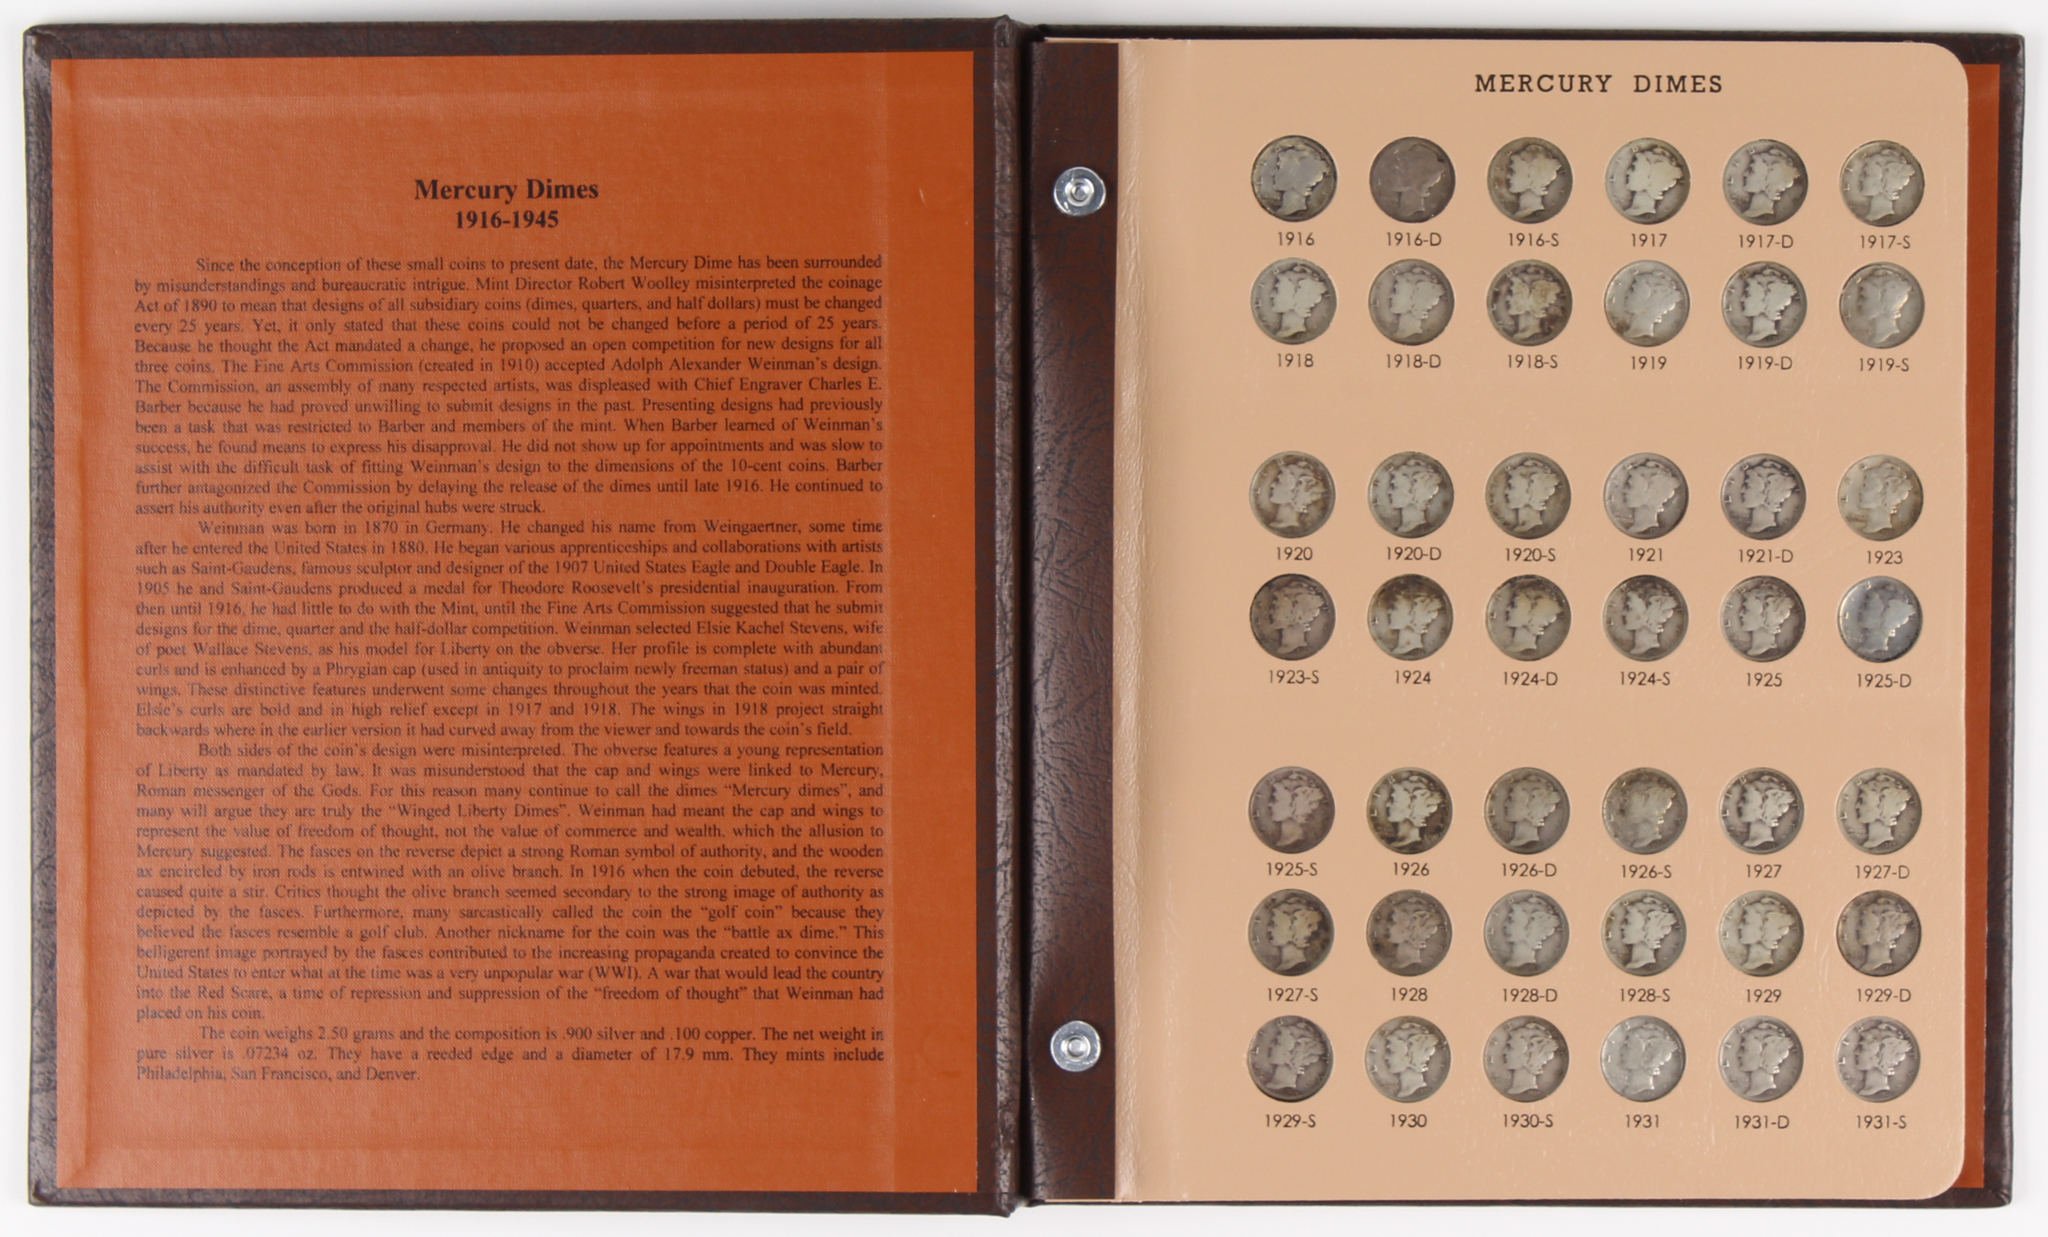 Mercury Dimes
1916-1945
Since the conception of these small coins to present date, the Mercury Dime has been surrounded
by misunderstandings and bureaucratic intrigue. Mint Director Robert Woolley misinterpreted the coinage
Act of 1890 to mean that designs of all subsidiary coins (dimes, quarters, and half dollars) must be changed
every 25 years. Yet, it only stated that these coins could not be changed before a period of 25 years.
Because he thought the Act mandated a change, he proposed an open competition for new designs for all
three coins. The Fine Arts Commission (created in 1910) accepted Adolph Alexander Weinman's design.
The Commission, an assembly of many respected artists, was displeased with Chief Engraver Charles E.
Barber because he had proved unwilling to submit designs in the past. Presenting designs had previously
been a task that was restricted to Barber and members of the mint. When Barber learned of Weinman's
success, he found means to express his disapproval. He did not show up for appointments and was slow to
assist with the difficult task of fitting Weinman's design to the dimensions of the 10-cent coins. Barber
further antagonized the Commission by delaying the release of the dimes until late 1916. He continued to
assert his authority even after the original hubs were struck.
Weinman was born in 1870 in Germany. He changed his name from Weingaertner, some time
after he entered the United States in 1880. He began various apprenticeships and collaborations with artists
such as Saint-Gaudens, famous sculptor and designer of the 1907 United States Eagle and Double Eagle. In
1905 he and Saint-Gaudens produced a medal for Theodore Roosevelt's presidential inauguration. From
then until 1916, he had little to do with the Mint, until the Fine Arts Commission suggested that he submit
designs for the dime, quarter and the half-dollar competition. Weinman selected Elsie Kachel Stevens, wife
of poet Wallace Stevens, as his model for Liberty on the obverse. Her profile is complete with abundant
curls and is enhanced by a Phrygian cap (used in antiquity to proclaim newly freeman status) and a pair of
wings. These distinctive features underwent some changes throughout the years that the coin was minted.
Elsie's curls are bold and in high relief except in 1917 and 1918. The wings in 1918 project straight
backwards where in the earlier version it had curved away from the viewer and towards the coin's field.
Both sides of the coin's design were misinterpreted. The obverse features a young representation
of Liberty as mandated by law. It was misunderstood that the cap and wings were linked to Mercury,
Roman messenger of the Gods. For this reason many continue to call the dimes "Mercury dimes", and
many will argue they are truly the "Winged Liberty Dimes". Weinman had meant the cap and wings to
represent the value of freedom of thought, not the value of commerce and wealth, which the allusion to
Mercury suggested. The fasces on the reverse depict a strong Roman symbol of authority, and the wooden
ax encircled by iron rods is entwined with an olive branch. In 1916 when the coin debuted, the reverse
caused quite a stir. Critics thought the olive branch seemed secondary to the strong image of authority as
depicted by the fasces. Furthermore, many sarcastically called the coin the "golf coin" because they
believed the fasces resemble a golf club. Another nickname for the coin was the "battle ax dime." This
belligerent image portrayed by the fasces contributed to the increasing propaganda created to convince the
United States to enter what at the time was a very unpopular war (WWI). A war that would lead the country
into the Red Scare, a time of repression and suppression of the "freedom of thought" that Weinman had
placed on his coin.
The coin weighs 2.50 grams and the composition is .900 silver and .100 copper. The net weight in
pure silver is .07234 oz. They have a reeded edge and a diameter of 17.9 mm. They mints include
Philadelphia, San Francisco, and Denver.
MERCURY DIMES
1916 1916-D 1916-S 1917 1917-D 1917-S
1918 1918-D 1918-S 1919 1919-D 1919-S
1920 1920-D 1920-S 1921 1921-D 1923
1923-S 1924 1924-D 1924-S 1925 1925-D
1925-S 1926 1926-D 1926-S 1927 1927-D
1927-S 1928 1928-D 1928-S 1929 1929-D
1929-S 1930 1930-S 1931 1931-D 1931-S